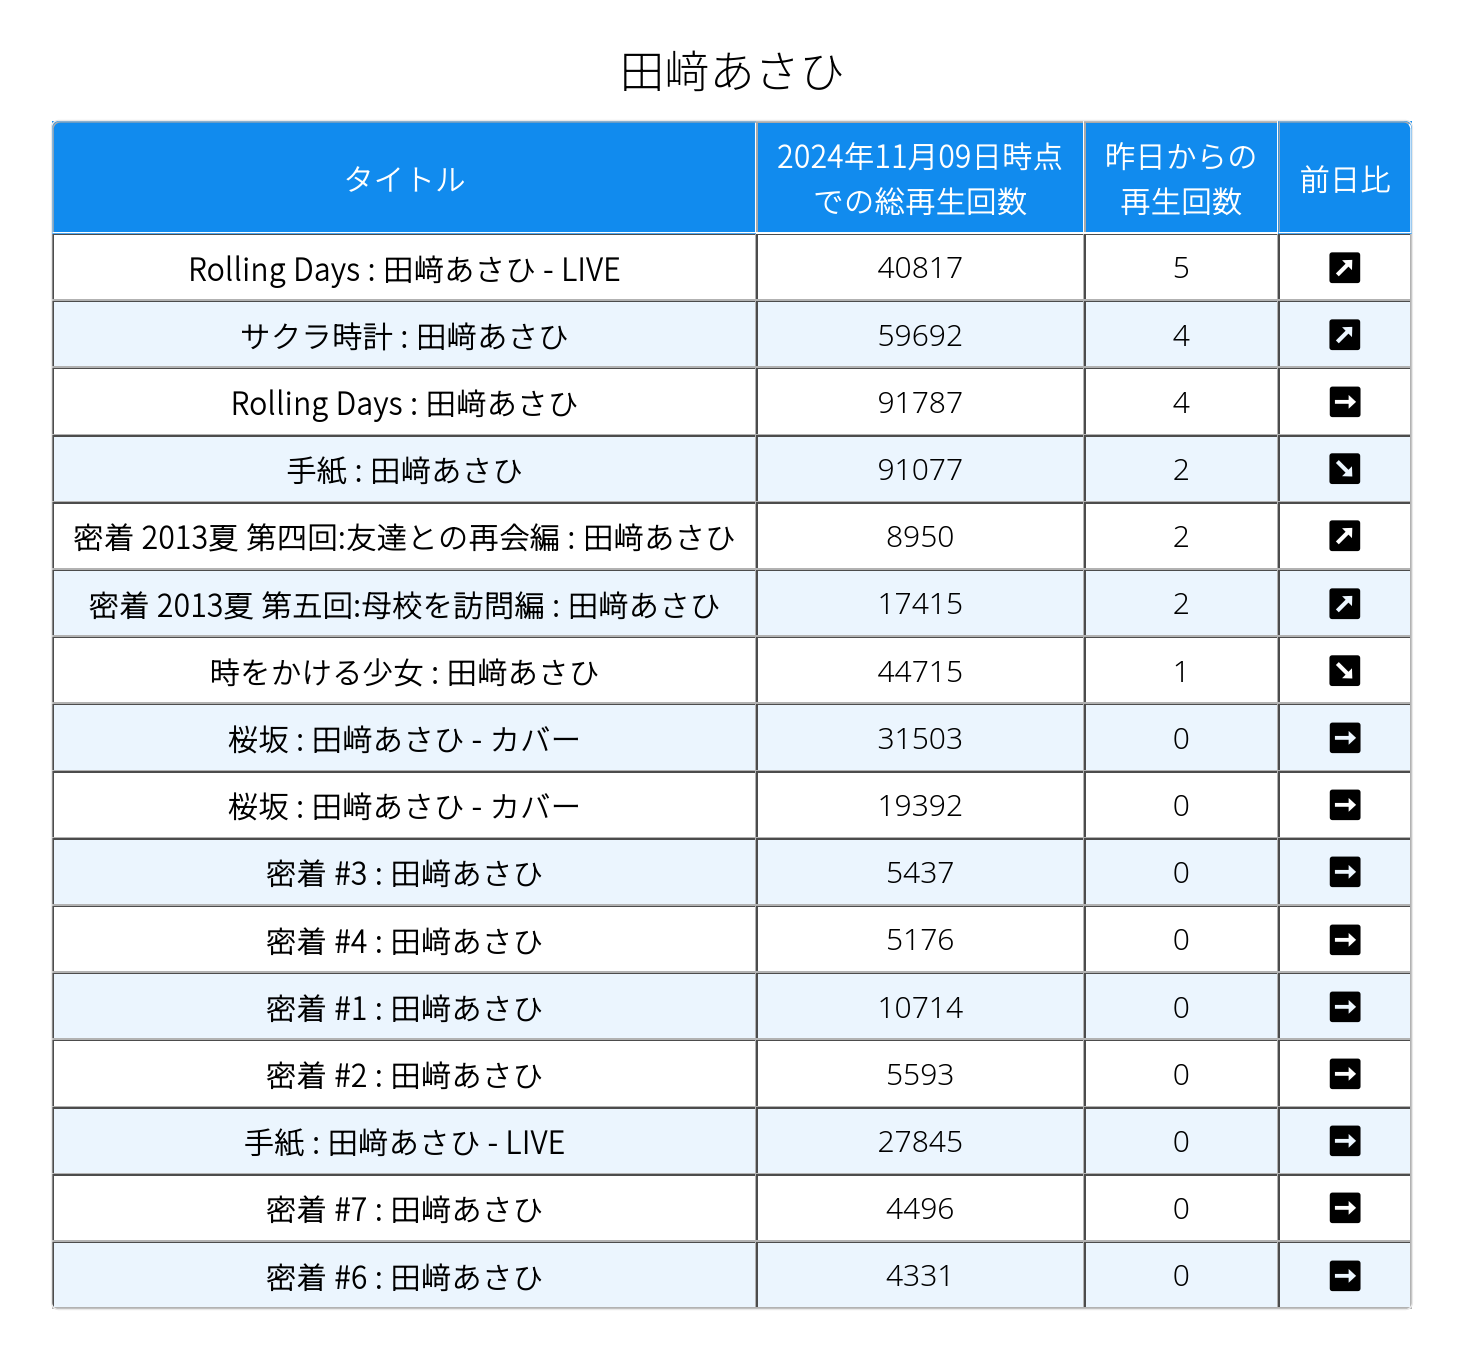 田﨑あさひ
タイトル
2024年11月09日時点
での総再生回数
昨日からの
再生回数
前日比
Rolling Days : 田﨑あさひ - LIVE 40817 5 ↗
サクラ時計 : 田﨑あさひ 59692 4 ↗
Rolling Days : 田﨑あさひ 91787 4 →
手紙 : 田﨑あさひ 91077 2 ↘
密着 2013夏 第四回:友達との再会編 : 田﨑あさひ 8950 2 ↗
密着 2013夏 第五回:母校を訪問編 : 田﨑あさひ 17415 2 ↗
時をかける少女 : 田﨑あさひ 44715 1 ↘
桜坂 : 田﨑あさひ - カバー 31503 0 →
桜坂 : 田﨑あさひ - カバー 19392 0 →
密着 #3 : 田﨑あさひ 5437 0 →
密着 #4 : 田﨑あさひ 5176 0 →
密着 #1 : 田﨑あさひ 10714 0 →
密着 #2 : 田﨑あさひ 5593 0 →
手紙 : 田﨑あさひ - LIVE 27845 0 →
密着 #7 : 田﨑あさひ 4496 0 →
密着 #6 : 田﨑あさひ 4331 0 →